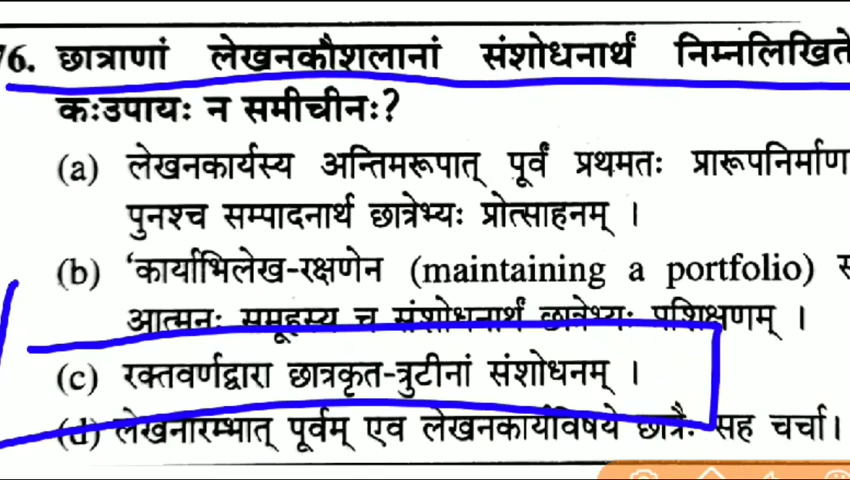 76. छात्राणां लेखनकौशलानां संशोधनार्थं निम्नलिखिते
कःउपायः न समीचीनः?
(a) लेखनकार्यस्य अन्तिमरूपात् पूर्वं प्रथमतः प्रारूपनिर्माण
पुनश्च सम्पादनार्थ छात्रेभ्यः प्रोत्साहनम् ।
(b) 'कार्याभिलेख-रक्षणेन (maintaining a portfolio)
आत्मनः समूहस्य च संशोधनार्थं छात्रेभ्यः पशिक्षणम् ।
(c) रक्तवर्णद्वारा छात्रकृत-त्रुटीनां संशोधनम् ।
(d) लेखनारम्भात् पूर्वम् एव लेखनकार्यविषये छात्रैः सह चर्चा।